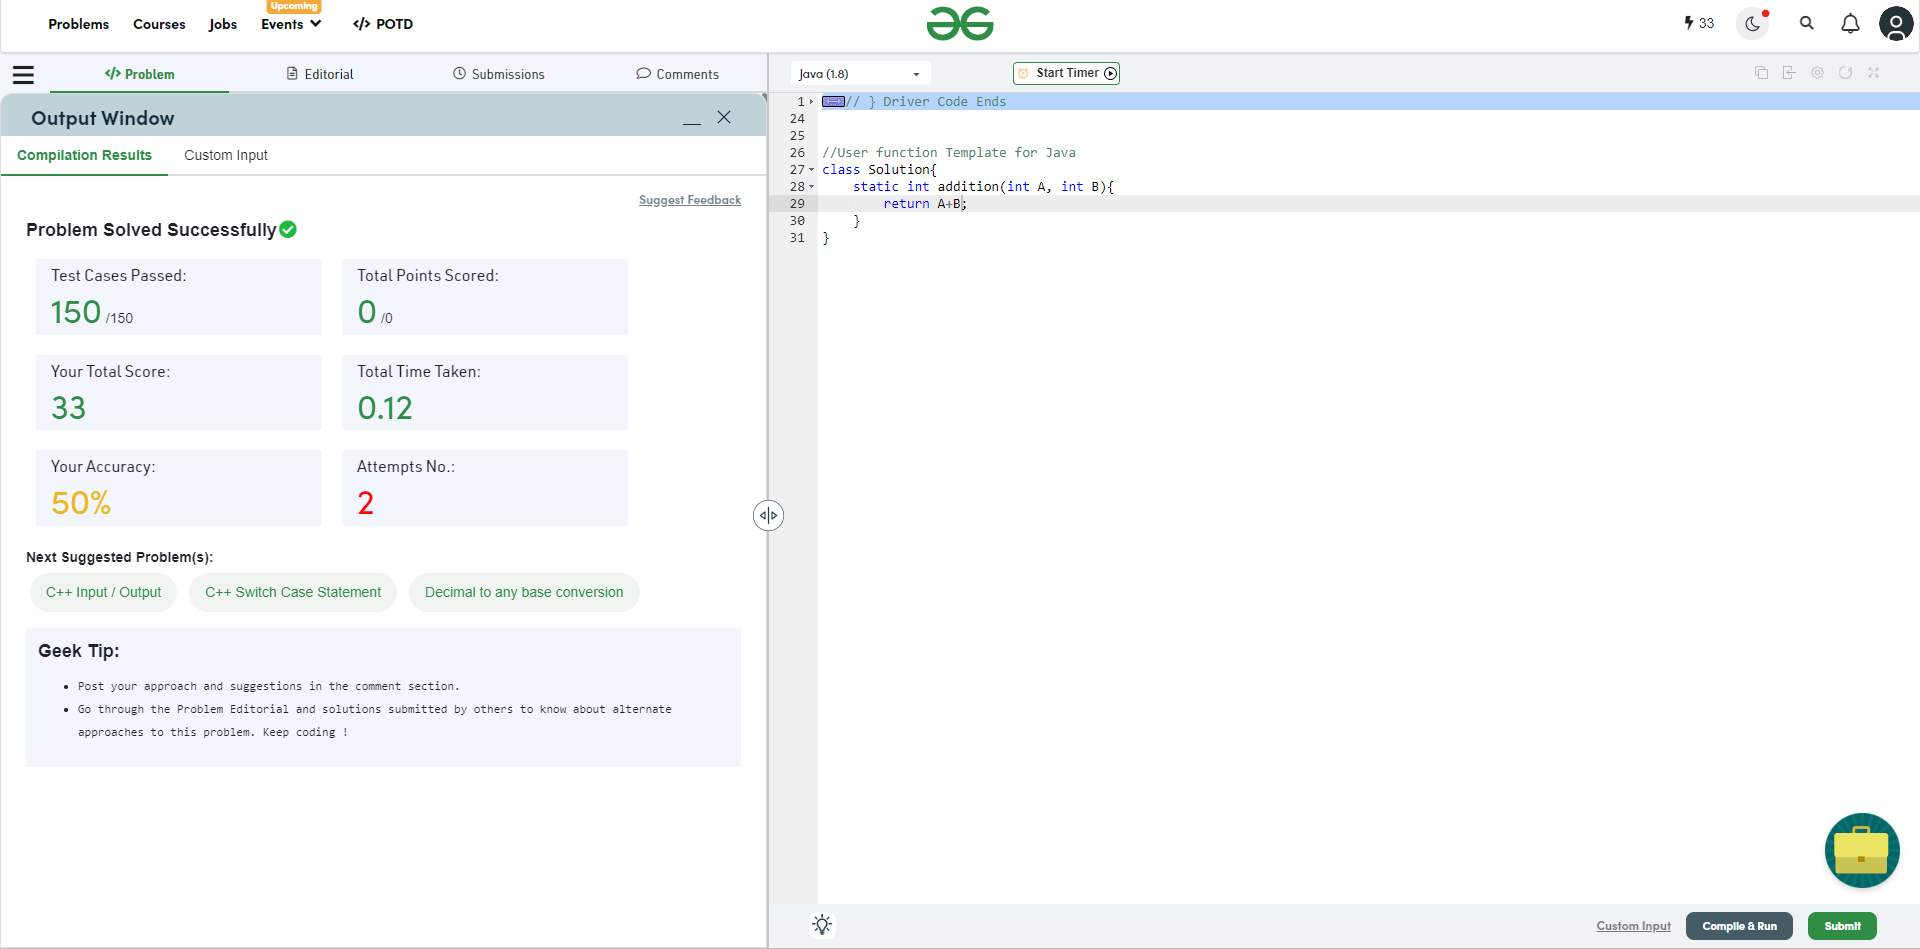 Problems Courses Jobs Upcoming Events </> POTD 33
</> Problem Editorial Submissions Comments
Output Window
Compilation Results Custom Input
Suggest Feedback
Problem Solved Successfully
Test Cases Passed:
150 /150
Total Points Scored:
0 /0
Your Total Score:
33
Total Time Taken:
0.12
Your Accuracy:
50%
Attempts No.:
2
Next Suggested Problem(s):
C++ Input / Output C++ Switch Case Statement Decimal to any base conversion
Geek Tip:
• Post your approach and suggestions in the comment section.
• Go through the Problem Editorial and solutions submitted by others to know about alternate
approaches to this problem. Keep coding !
Java (1.8) Start Timer
1 // } Driver Code Ends
24
25
26 //User function Template for Java
27 class Solution{
28 static int addition(int A, int B){
29 return A+B;
30 }
31 }
Custom Input Compile & Run Submit